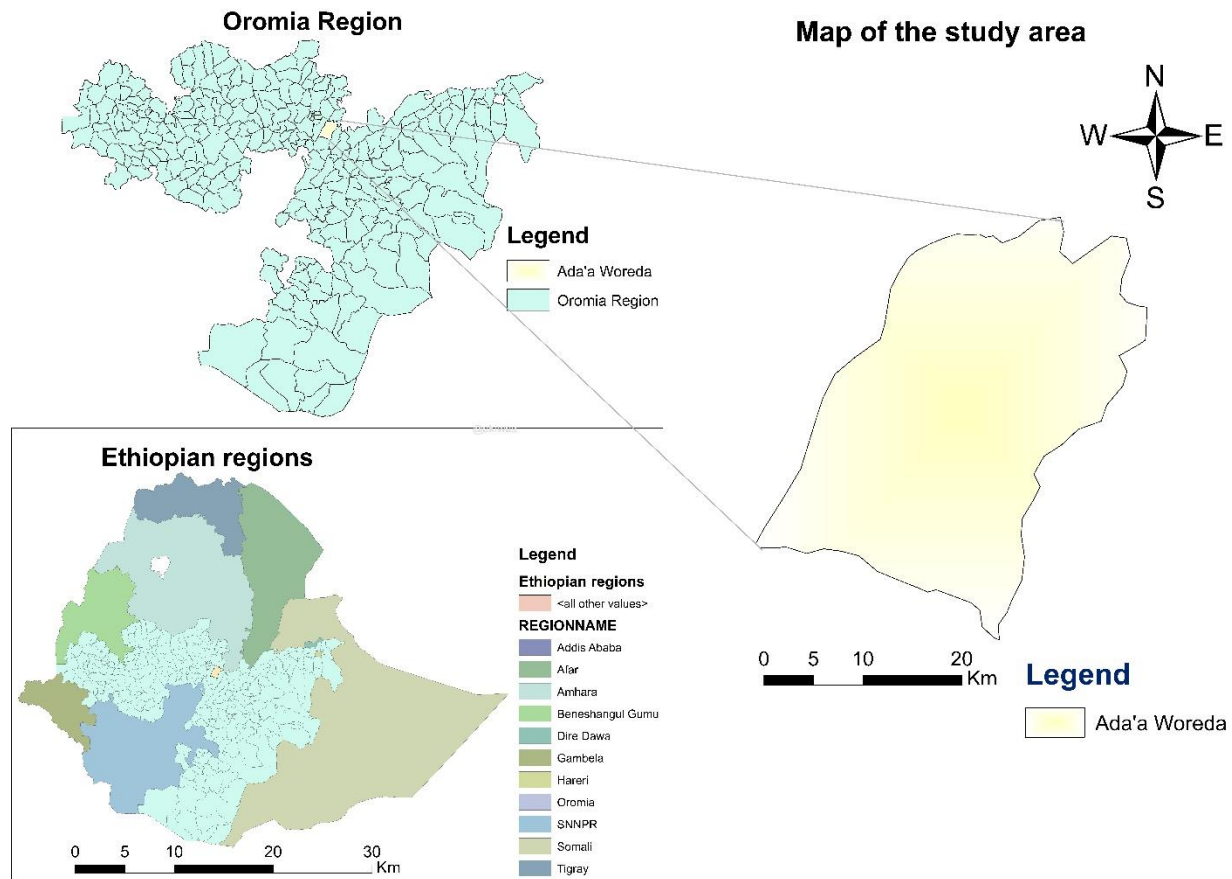 Oromia Region
Map of the study area
N
W E
S
Legend
Ada'a Woreda
Oromia Region
Ethiopian regions
Legend
Ethiopian regions
<all other values>
REGIONNAME
Addis Ababa
Afar
Amhara
Beneshangul Gumu
Dire Dawa
Gambela
Hareri
Oromia
SNNPR
Somali
Tigray
0 5 10 20 30
Km
0 5 10 20
Km
Legend
Ada'a Woreda